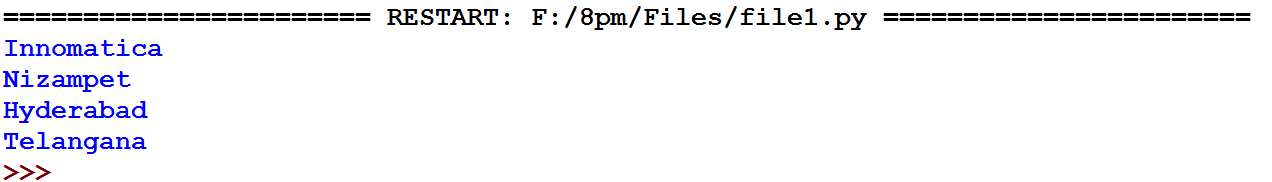 ======================= RESTART: F:/8pm/Files/file1.py =======================
Innomatica
Nizampet
Hyderabad
Telangana
>>>